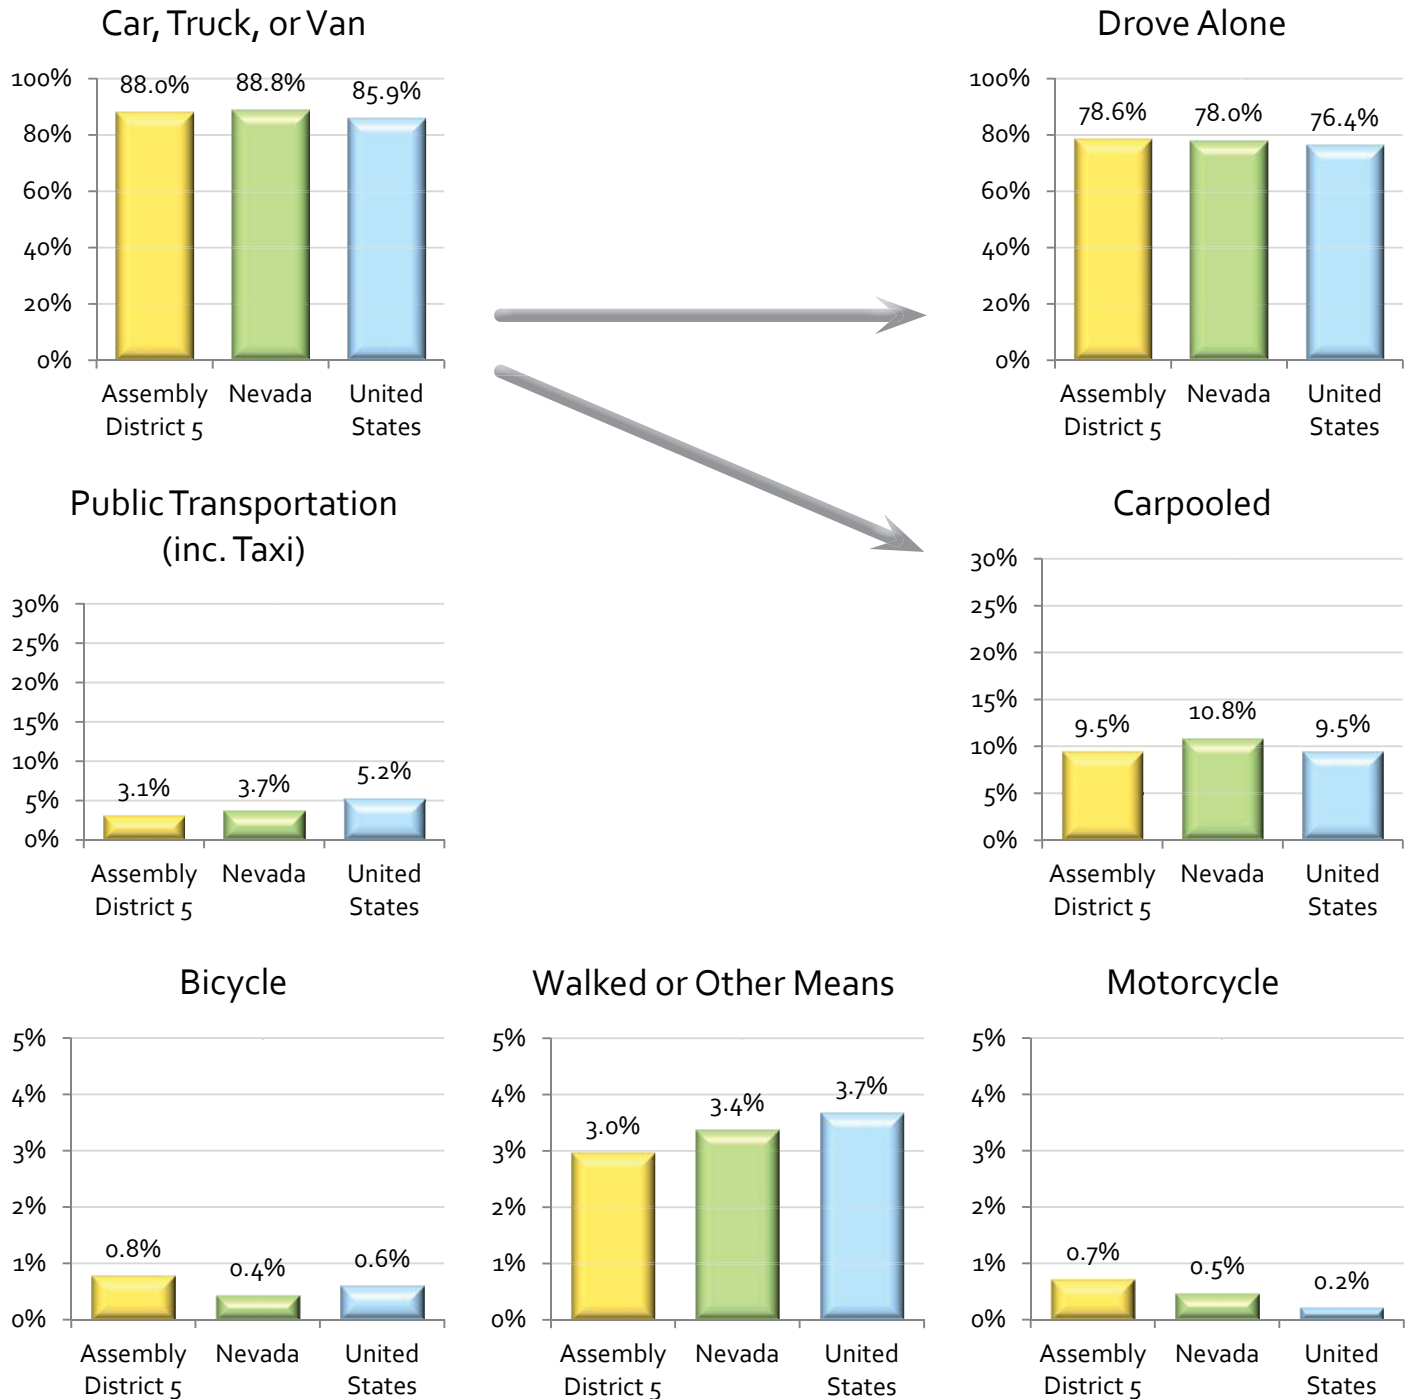 Car, Truck, or Van
100%
80%
60%
40%
20%
0%
88.0%
88.8%
85.9%
Assembly
District 5
Nevada
United
States
Drove Alone
100%
80%
60%
40%
20%
0%
78.6%
78.0%
76.4%
Assembly
District 5
Nevada
United
States
Public Transportation
(inc. Taxi)
30%
25%
20%
15%
10%
5%
0%
3.1%
3.7%
5.2%
Assembly
District 5
Nevada
United
States
Carpooled
30%
25%
20%
15%
10%
5%
0%
9.5%
10.8%
9.5%
Assembly
District 5
Nevada
United
States
Bicycle
5%
4%
3%
2%
1%
0%
0.8%
0.4%
0.6%
Assembly
District 5
Nevada
United
States
Walked or Other Means
5%
4%
3%
2%
1%
0%
3.0%
3.4%
3.7%
Assembly
District 5
Nevada
United
States
Motorcycle
5%
4%
3%
2%
1%
0%
0.7%
0.5%
0.2%
Assembly
District 5
Nevada
United
States